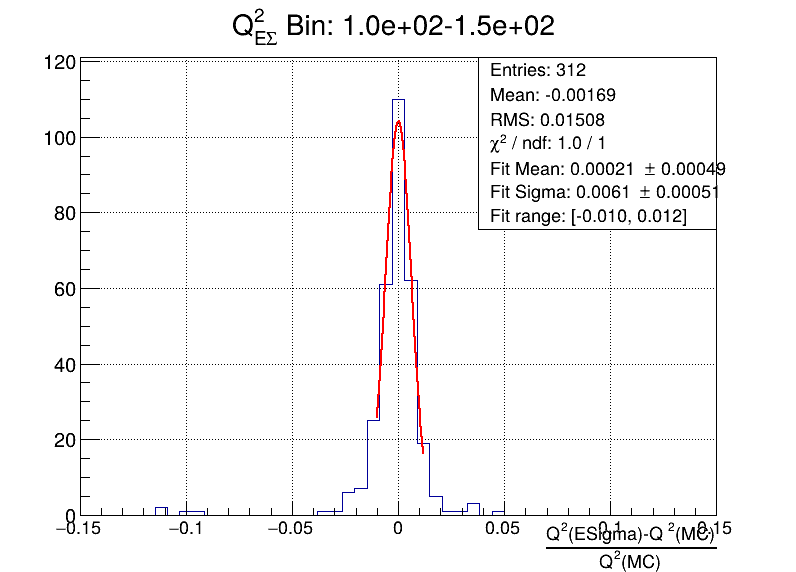 Q²_EΣ Bin: 1.0e+02-1.5e+02
Entries: 312
Mean: -0.00169
RMS: 0.01508
χ² / ndf: 1.0 / 1
Fit Mean: 0.00021 ± 0.00049
Fit Sigma: 0.0061 ± 0.00051
Fit range: [-0.010, 0.012]
120
100
80
60
40
20
0
−0.15 −0.1 −0.05 0 0.05 0.1 0.15
Q²(ESigma)-Q²(MC)
Q²(MC)